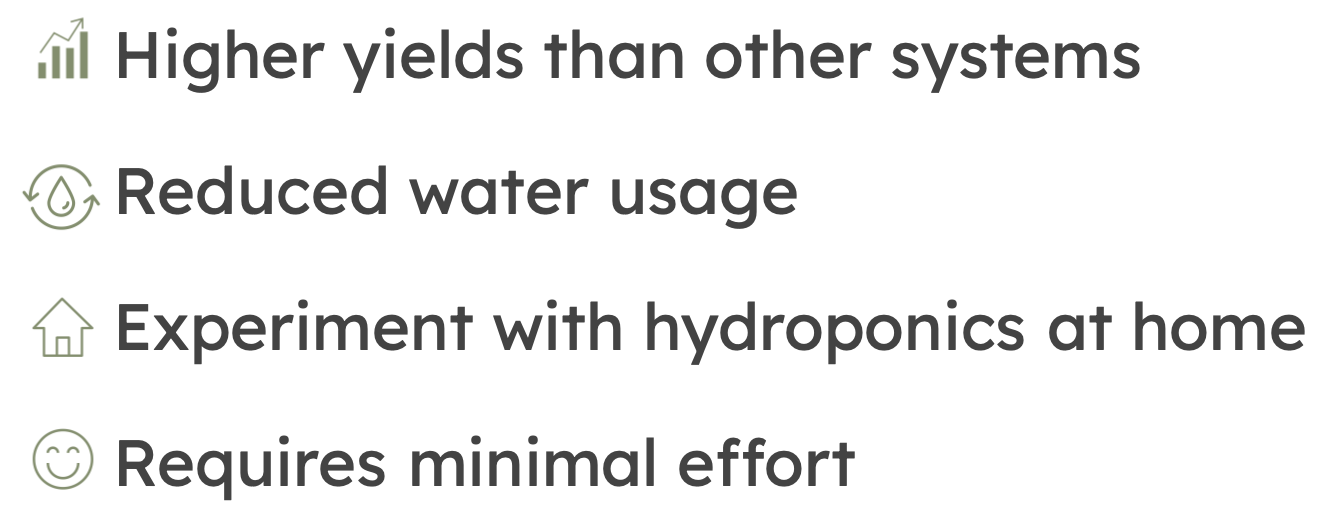 Higher yields than other systems
Reduced water usage
Experiment with hydroponics at home
Requires minimal effort